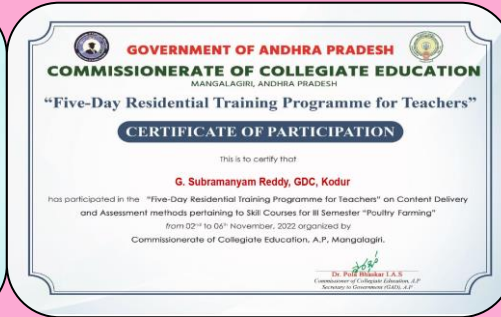 GOVERNMENT OF ANDHRA PRADESH
COMMISSIONERATE OF COLLEGIATE EDUCATION
MANGALAGIRI, ANDHRA PRADESH
“Five-Day Residential Training Programme for Teachers”
CERTIFICATE OF PARTICIPATION
This is to certify that
G. Subramanyam Reddy, GDC, Kodur
has participated in the "Five-Day Residential Training Programme for Teachers" on Content Delivery
and Assessment methods pertaining to Skill Courses for III Semester "Poultry Farming"
from 02nd to 06th November, 2022 organized by
Commissionerate of Collegiate Education, A.P, Mangalagiri.
Dr. Pola Bhaskar I.A.S
Commissioner of Collegiate Education, A.P
Secretary to Government (GAD), A.P